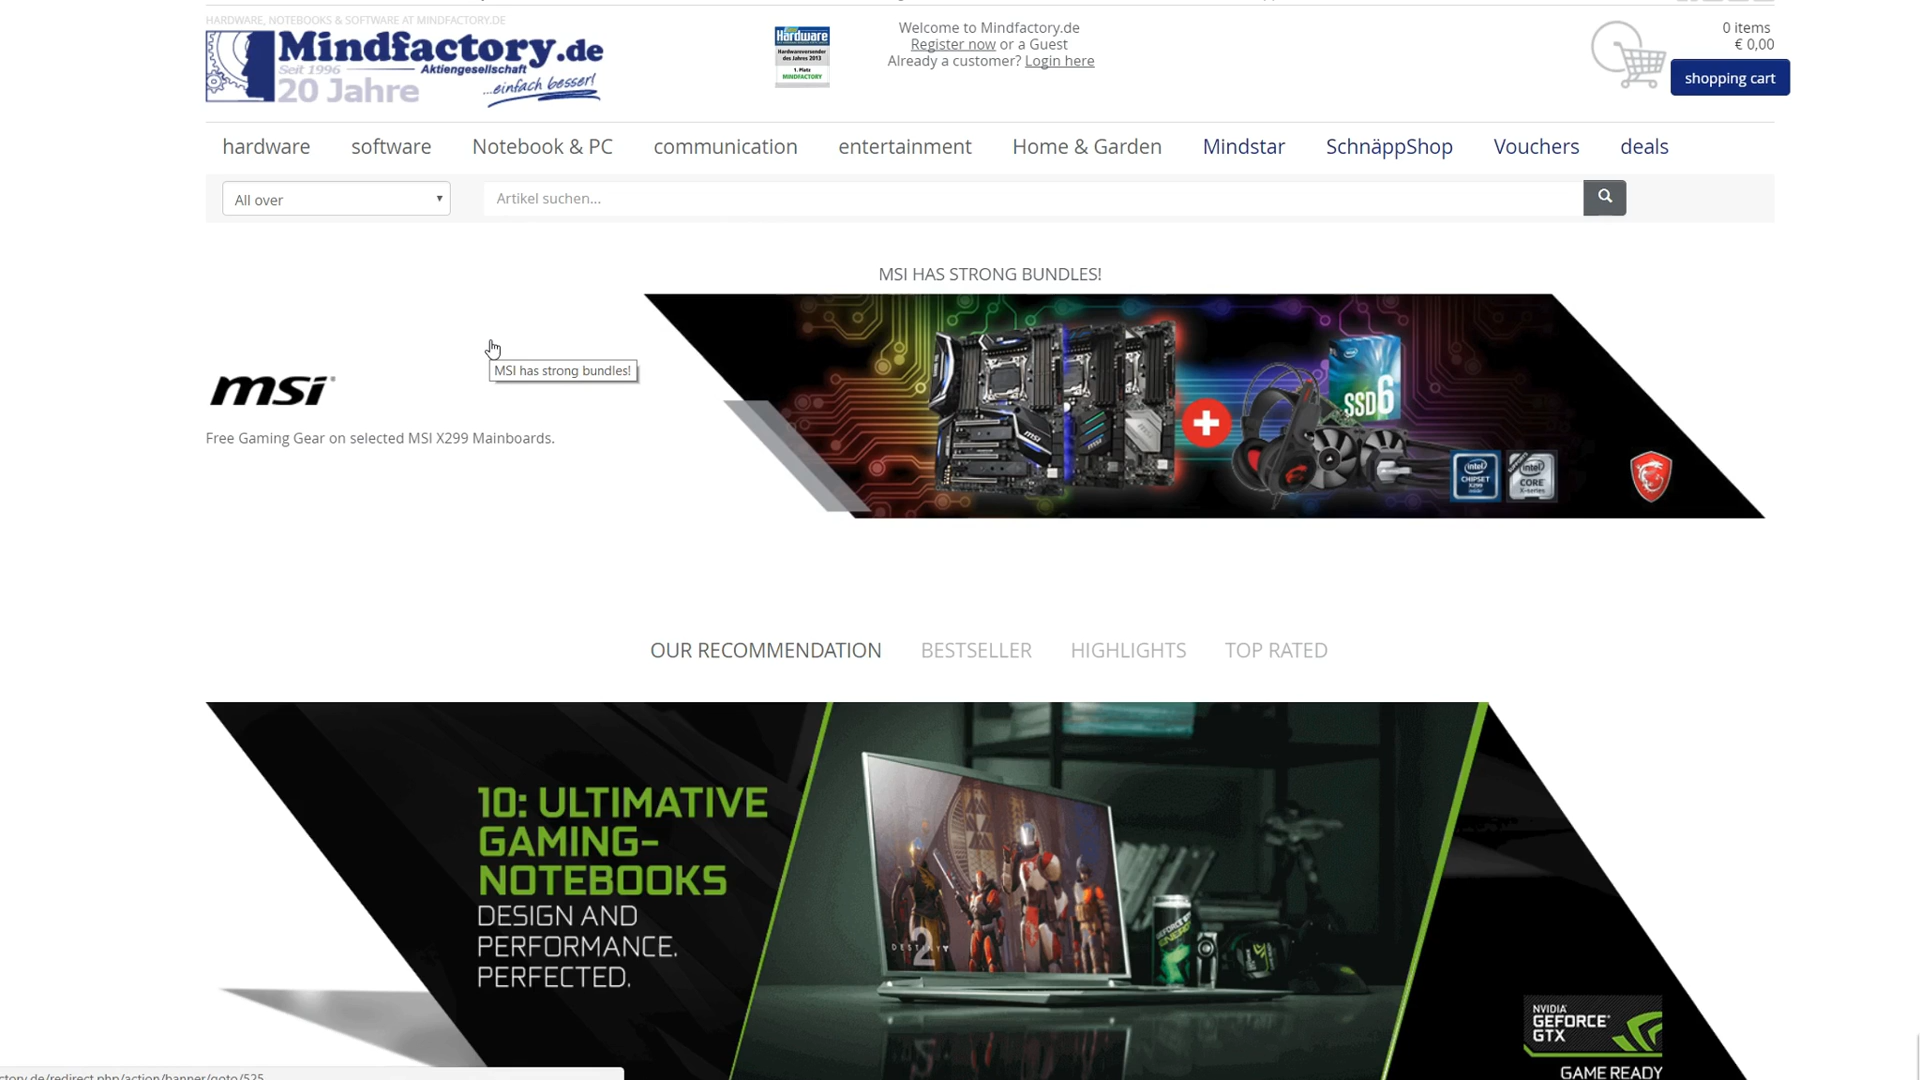 HARDWARE, NOTEBOOKS & SOFTWARE AT MINDFACTORY.DE
Mindfactory.de
Seit 1996
Aktiengesellschaft
20 Jahre
...einfach besser!
Hardware
Hardwareversender
des Jahres 2013
1. Platz
MINDFACTORY
Welcome to Mindfactory.de
Register now or a Guest
Already a customer? Login here
0 items
€ 0,00
shopping cart
hardware software Notebook & PC communication entertainment Home & Garden Mindstar SchnäppShop Vouchers deals
All over
Artikel suchen...
MSI HAS STRONG BUNDLES!
MSI has strong bundles!
msi
Free Gaming Gear on selected MSI X299 Mainboards.
intel
SSD6
intel
CHIPSET
X299
inside
intel
CORE
X-series
OUR RECOMMENDATION BESTSELLER HIGHLIGHTS TOP RATED
10: ULTIMATIVE
GAMING-
NOTEBOOKS
DESIGN AND
PERFORMANCE.
PERFECTED.
DESTINY
2
NVIDIA
GEFORCE
GTX
GAME READY
ctory.de/redirect.php/action/banner/goto/525